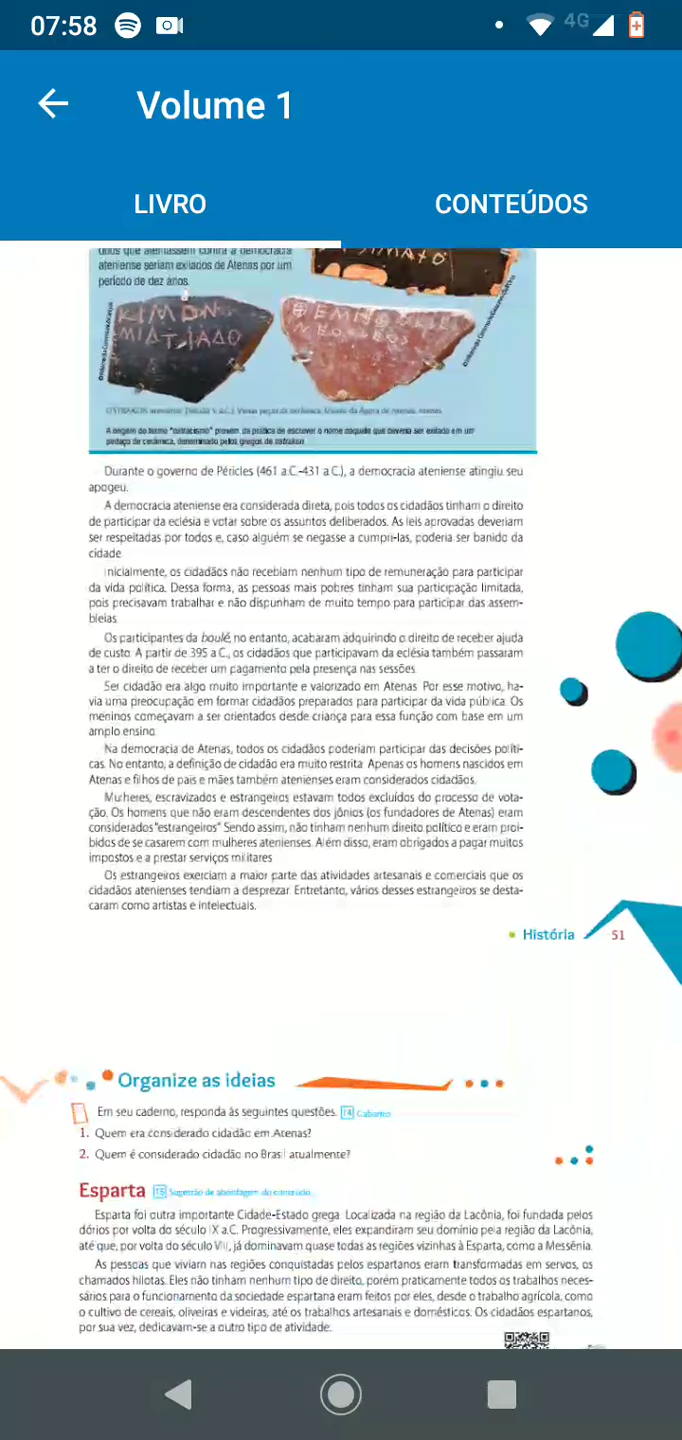 07:58
4G
Volume 1
LIVRO
CONTEÚDOS
ateniense seriam exilados de Atenas por um
período de dez anos.
KIMON
MIΛTIAΔO
A origem do termo "ostracismo" provém da prática de escrever o nome daquele que deveria ser exilado em um
pedaço de cerâmica, denominado pelos gregos de óstrakon
Durante o governo de Péricles (461 a.C.-431 a.C.), a democracia ateniense atingiu seu
apogeu.
A democracia ateniense era considerada direta, pois todos os cidadãos tinham o direito
de participar da eclésia e votar sobre os assuntos deliberados. As leis aprovadas deveriam
ser respeitadas por todos e, caso alguém se negasse a cumpri-las, poderia ser banido da
cidade.
Inicialmente, os cidadãos não recebiam nenhum tipo de remuneração para participar
da vida política. Dessa forma, as pessoas mais pobres tinham sua participação limitada,
pois precisavam trabalhar e não dispunham de muito tempo para participar das assem-
bleias.
Os participantes da boulé, no entanto, acabaram adquirindo o direito de receber ajuda
de custo. A partir de 395 a.C., os cidadãos que participavam da eclésia também passaram
a ter o direito de receber um pagamento pela presença nas sessões.
Ser cidadão era algo muito importante e valorizado em Atenas. Por esse motivo, ha-
via uma preocupação em formar cidadãos preparados para participar da vida pública. Os
meninos começavam a ser orientados desde criança para essa função com base em um
amplo ensino.
Na democracia de Atenas, todos os cidadãos poderiam participar das decisões políti-
cas. No entanto, a definição de cidadão era muito restrita. Apenas os homens nascidos em
Atenas e filhos de pais e mães também atenienses eram considerados cidadãos.
Mulheres, escravizados e estrangeiros estavam todos excluídos do processo de vota-
ção. Os homens que não eram descendentes dos jônios (os fundadores de Atenas) eram
considerados "estrangeiros". Sendo assim, não tinham nenhum direito político e eram proi-
bidos de se casarem com mulheres atenienses. Além disso, eram obrigados a pagar muitos
impostos e a prestar serviços militares.
Os estrangeiros exerciam a maior parte das atividades artesanais e comerciais que os
cidadãos atenienses tendiam a desprezar. Entretanto, vários desses estrangeiros se desta-
caram como artistas e intelectuais.
História 51
Organize as ideias
Em seu caderno, responda às seguintes questões. 14 Gabarito.
1. Quem era considerado cidadão em Atenas?
2. Quem é considerado cidadão no Brasil atualmente?
Esparta 15 Sugestão de abordagem do conteúdo.
Esparta foi outra importante Cidade-Estado grega. Localizada na região da Lacônia, foi fundada pelos
dórios por volta do século IX a.C. Progressivamente, eles expandiram seu domínio pela região da Lacônia,
até que, por volta do século VIII, já dominavam quase todas as regiões vizinhas à Esparta, como a Messênia.
As pessoas que viviam nas regiões conquistadas pelos espartanos eram transformadas em servos, os
chamados hilotas. Eles não tinham nenhum tipo de direito, porém praticamente todos os trabalhos neces-
sários para o funcionamento da sociedade espartana eram feitos por eles, desde o trabalho agrícola, como
o cultivo de cereais, oliveiras e videiras, até os trabalhos artesanais e domésticos. Os cidadãos espartanos,
por sua vez, dedicavam-se a outro tipo de atividade.